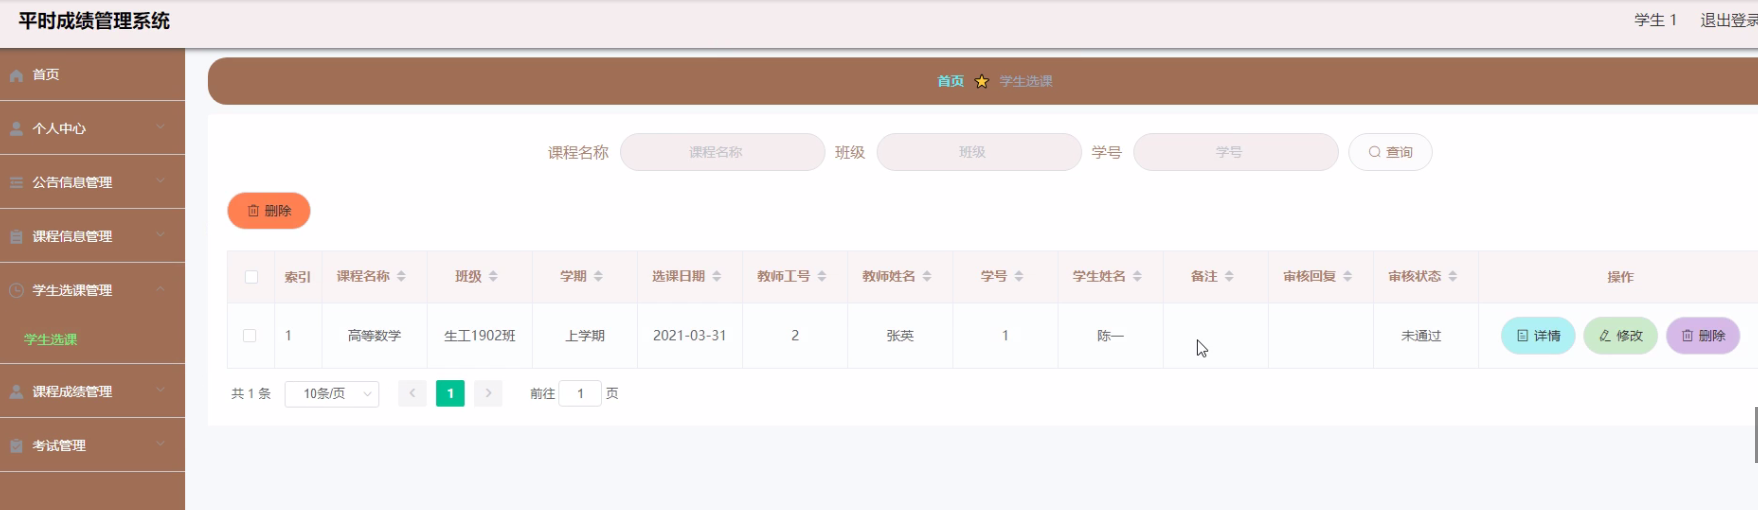 平时成绩管理系统
学生 1 退出登录
首页
个人中心
公告信息管理
课程信息管理
学生选课管理
学生选课
课程成绩管理
考试管理
首页 学生选课
课程名称 课程名称 班级 班级 学号 学号 查询
删除
索引 课程名称 班级 学期 选课日期 教师工号 教师姓名 学号 学生姓名 备注 审核回复 审核状态 操作
1 高等数学 生工1902班 上学期 2021-03-31 2 张英 1 陈一 未通过 详情 修改 删除
共 1 条 10条/页 1 前往 1 页